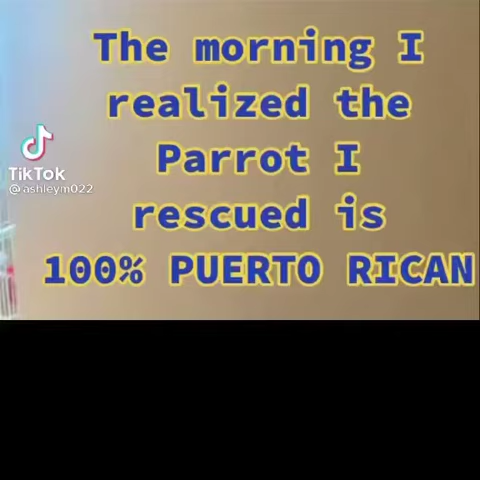 The morning I
realized the
Parrot I
rescued is
100% PUERTO RICAN
TikTok
@ashleym022